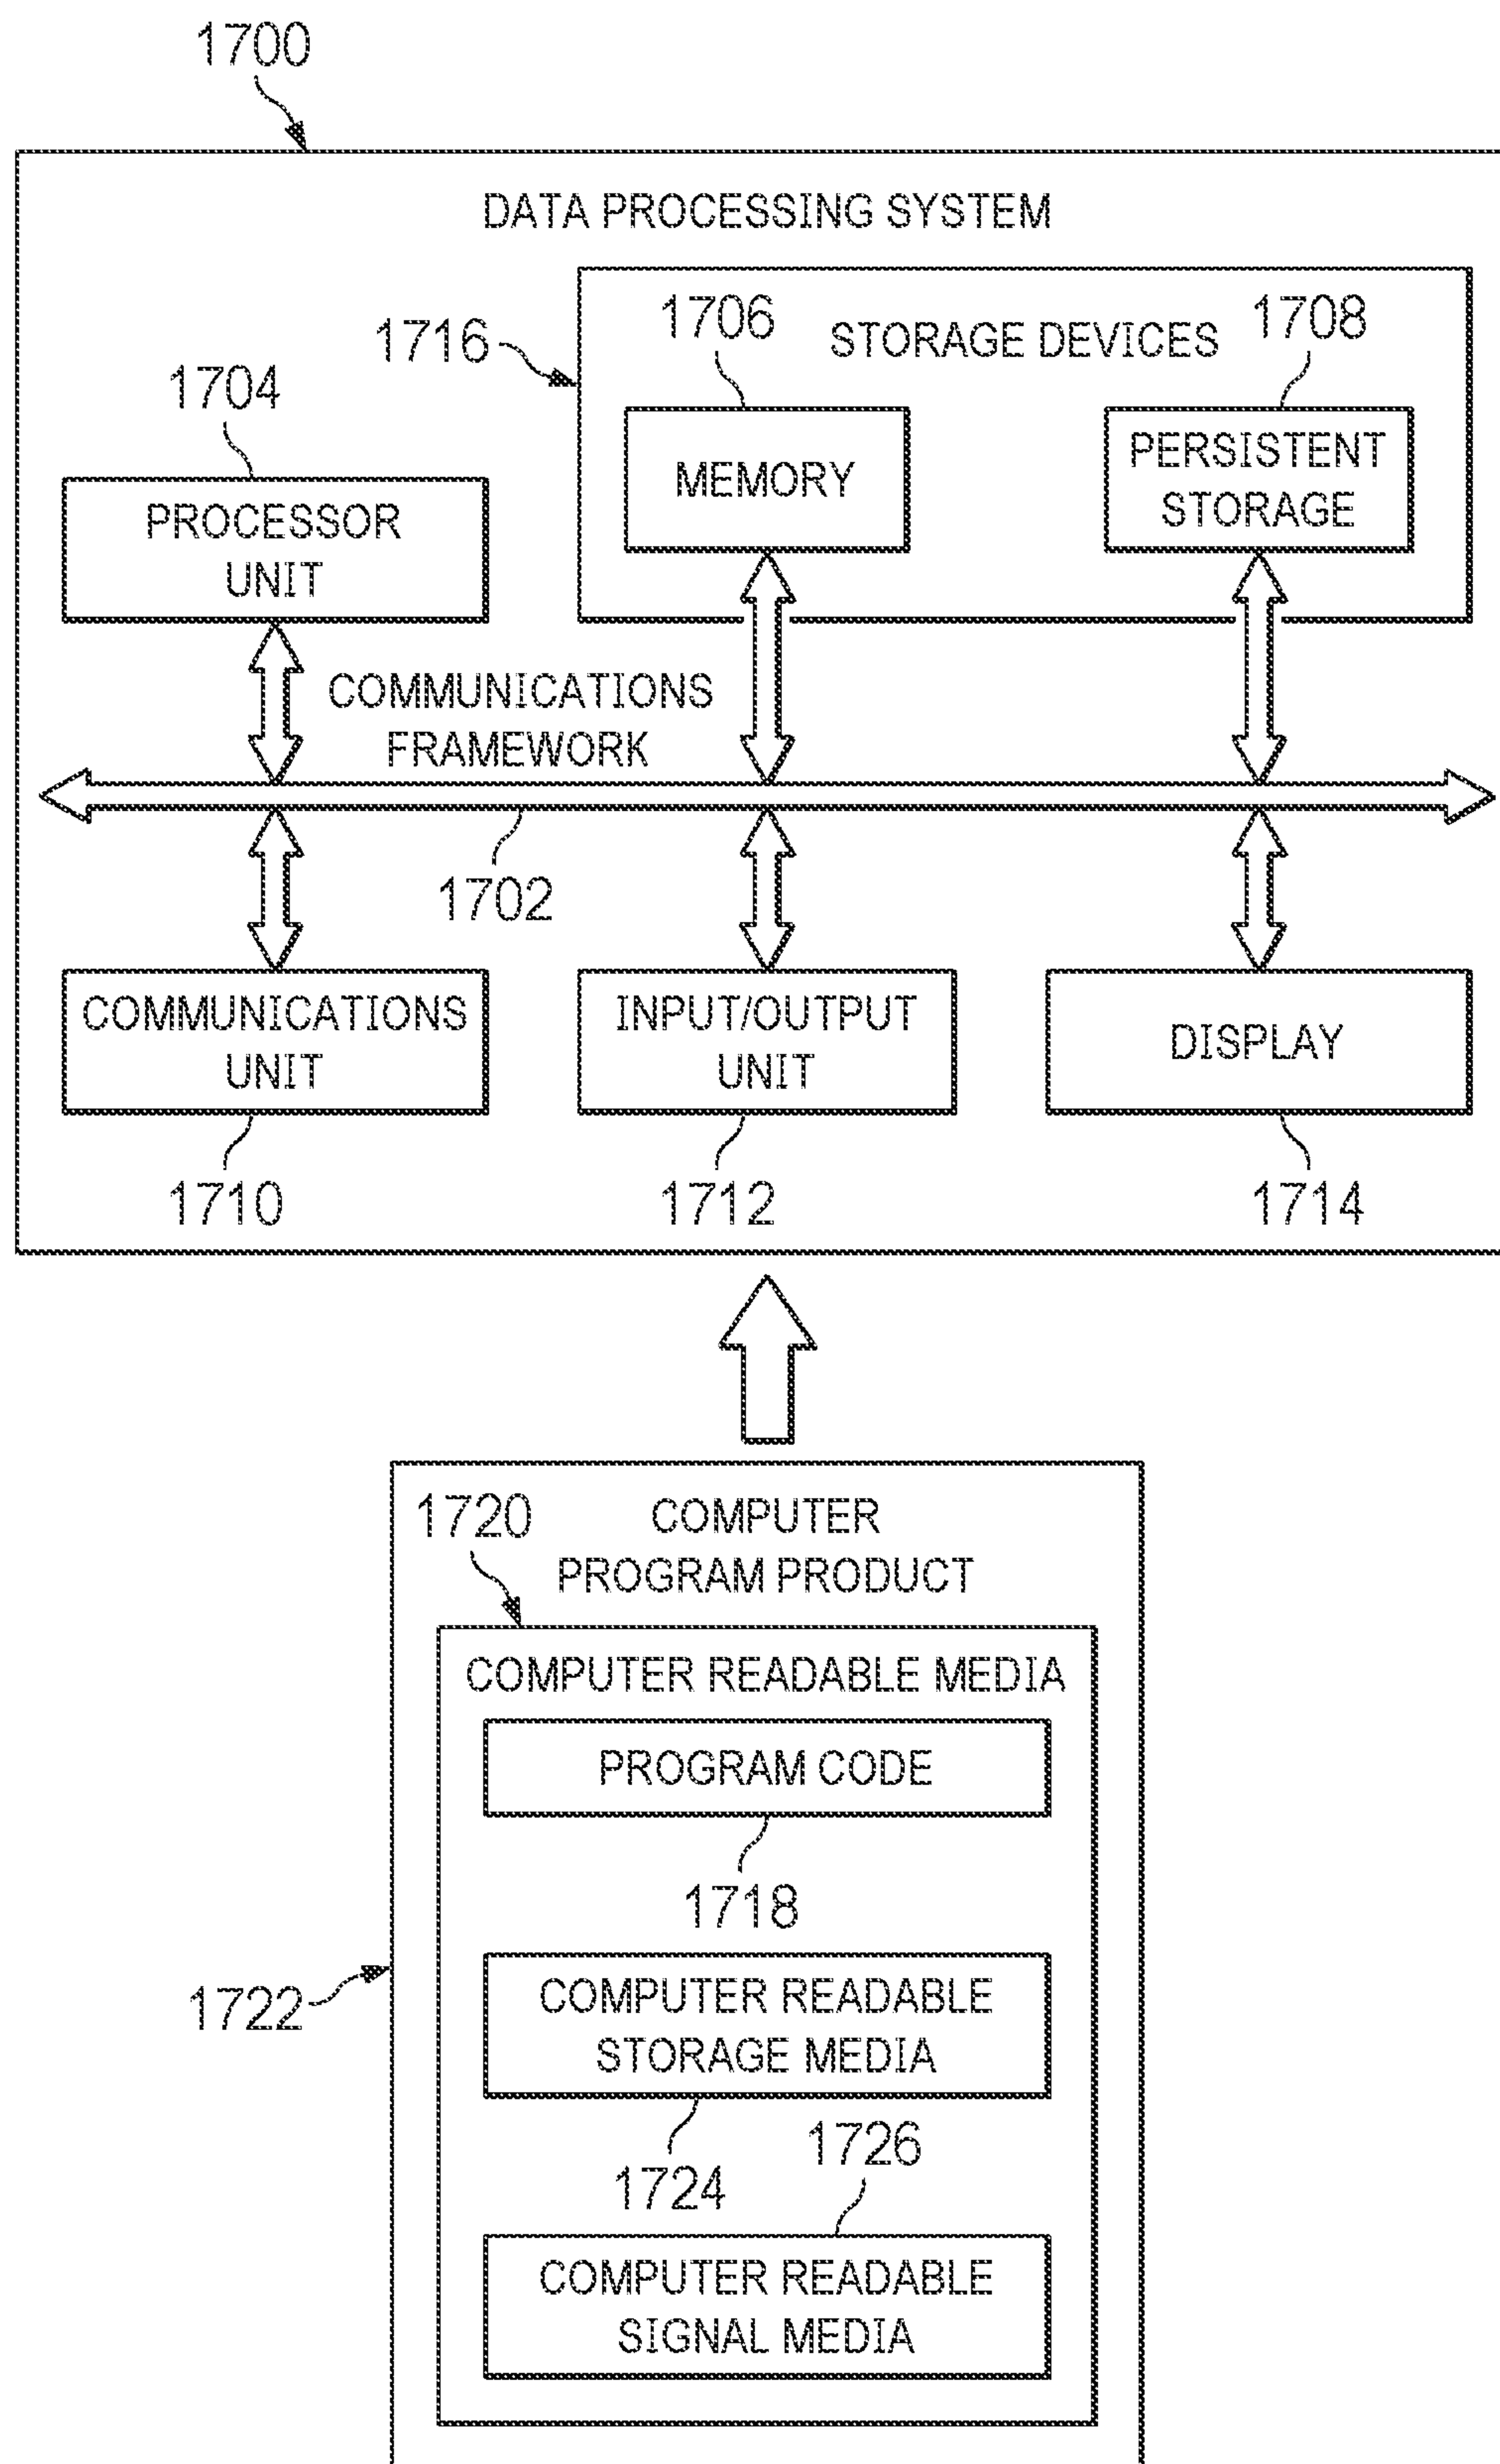 1700
DATA PROCESSING SYSTEM
1716
1706
STORAGE DEVICES
1708
1704
MEMORY
PERSISTENT
STORAGE
PROCESSOR
UNIT
COMMUNICATIONS
FRAMEWORK
1702
COMMUNICATIONS
UNIT
INPUT/OUTPUT
UNIT
DISPLAY
1710
1712
1714
1720
COMPUTER
PROGRAM PRODUCT
COMPUTER READABLE MEDIA
PROGRAM CODE
1718
1722
COMPUTER READABLE
STORAGE MEDIA
1724
1726
COMPUTER READABLE
SIGNAL MEDIA